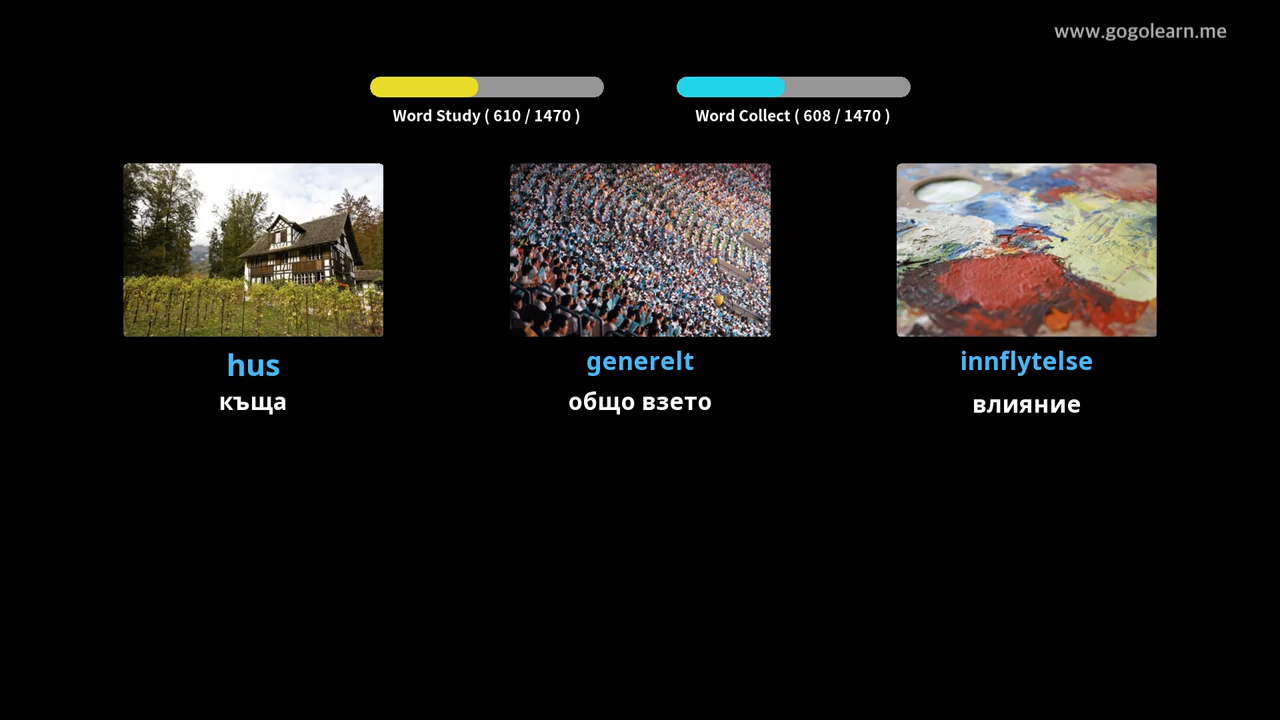 www.gogolearn.me
Word Study ( 610 / 1470 )
Word Collect ( 608 / 1470 )
hus
къща
generelt
общо взето
innflytelse
влияние